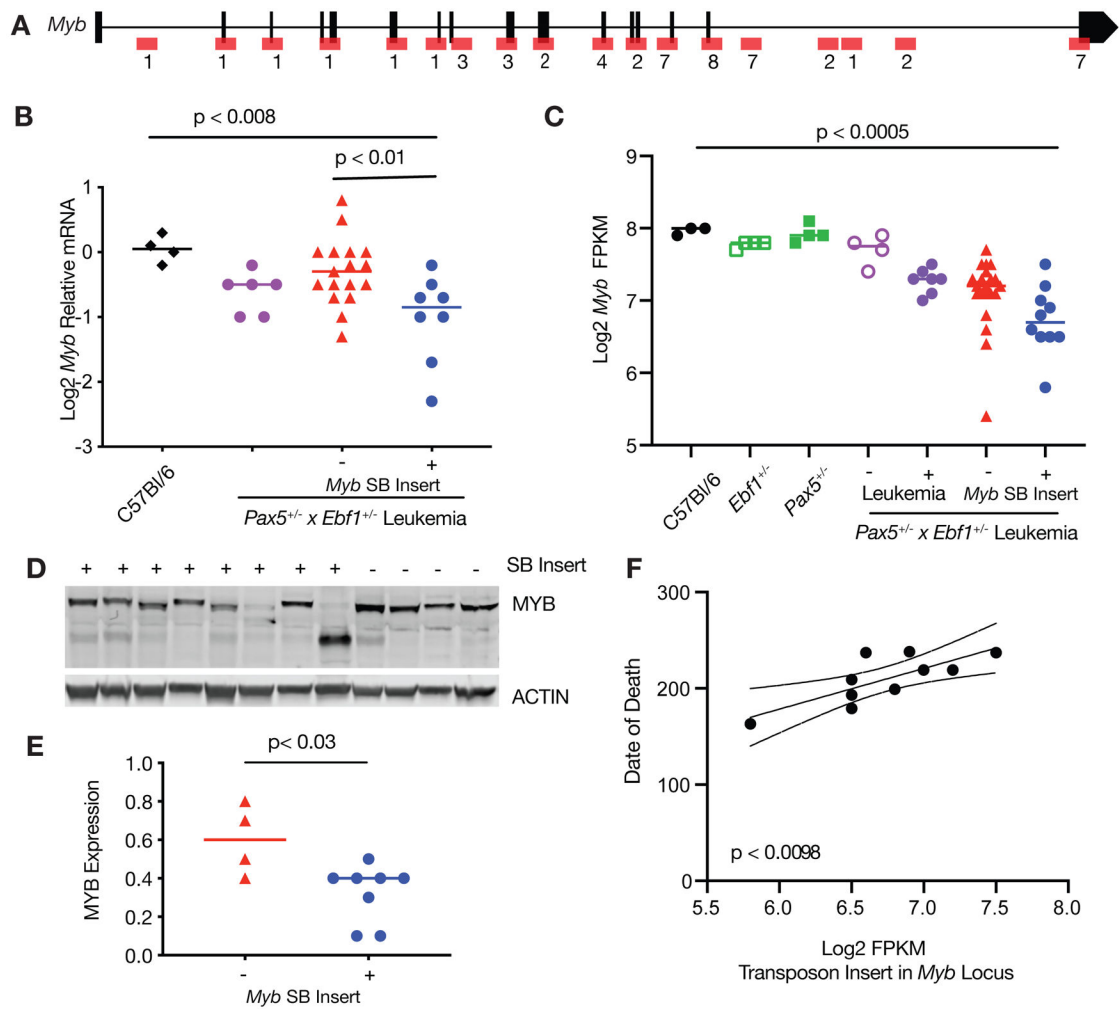 A Myb
1 1 1 1 1 1 3 3 2 4 2 7 8 7 2 1 2 7
B
p < 0.008
p < 0.01
Log2 Myb Relative mRNA
1
0
-1
-2
-3
C57Bl/6
- - +
Myb SB Insert
Pax5+/- x Ebf1+/- Leukemia
C
p < 0.0005
Log2 Myb FPKM
9
8
7
6
5
C57Bl/6
Ebf1+/-
Pax5+/-
- + - +
Leukemia Myb SB Insert
Pax5+/- x Ebf1+/- Leukemia
D
+ + + + + + + + - - - - SB Insert
MYB
ACTIN
E
p< 0.03
MYB Expression
1.0
0.8
0.6
0.4
0.2
0.0
- +
Myb SB Insert
F
Date of Death
300
200
100
0
p < 0.0098
5.5 6.0 6.5 7.0 7.5 8.0
Log2 FPKM
Transposon Insert in Myb Locus